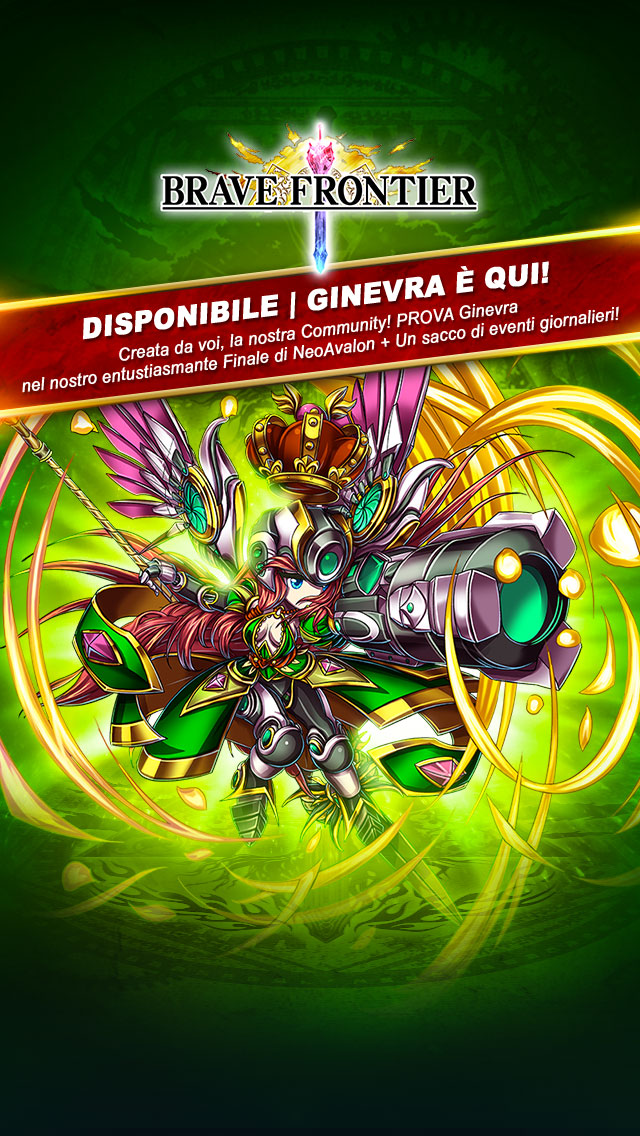 BRAVE FRONTIER
DISPONIBILE | GINEVRA È QUI!
Creata da voi, la nostra Community! PROVA Ginevra
nel nostro entustiasmante Finale di NeoAvalon + Un sacco di eventi giornalieri!